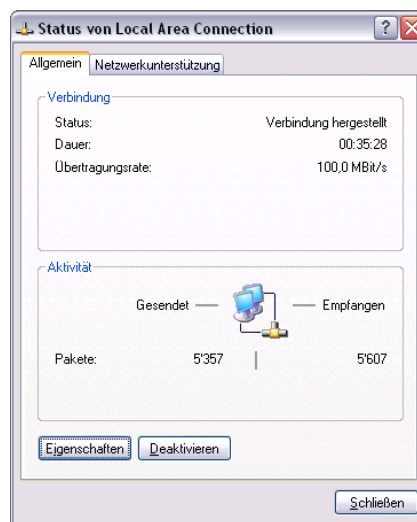 Status von Local Area Connection
Allgemein Netzwerkunterstützung
Verbindung
Status: Verbindung hergestellt
Dauer: 00:35:28
Übertragungsrate: 100,0 MBit/s
Aktivität
Gesendet — — Empfangen
Pakete: 5'357 | 5'607
Eigenschaften Deaktivieren
Schließen